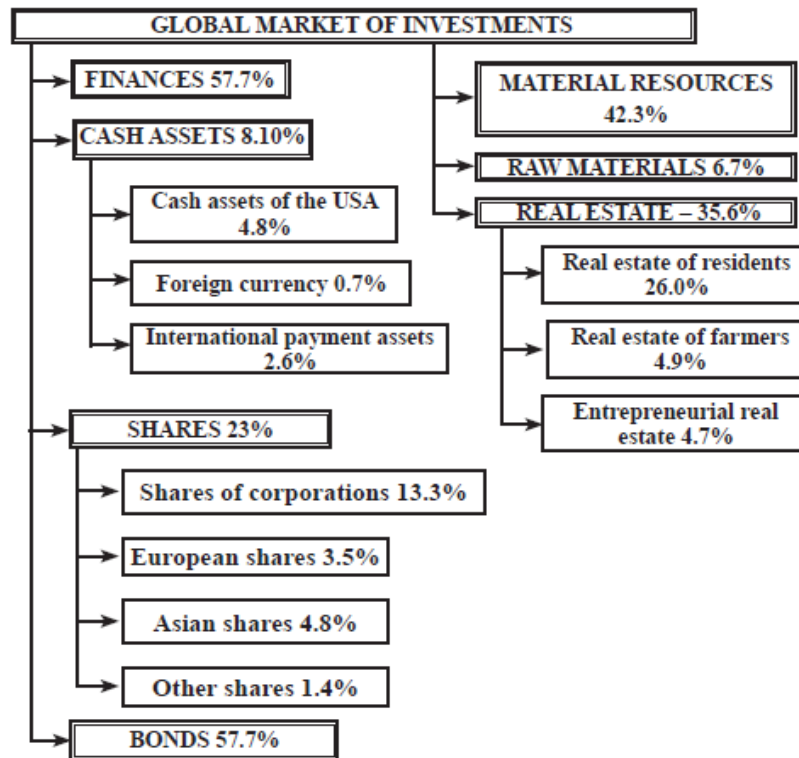 GLOBAL MARKET OF INVESTMENTS
FINANCES 57.7%
CASH ASSETS 8.10%
Cash assets of the USA
4.8%
Foreign currency 0.7%
International payment assets
2.6%
SHARES 23%
Shares of corporations 13.3%
European shares 3.5%
Asian shares 4.8%
Other shares 1.4%
BONDS 57.7%
MATERIAL RESOURCES
42.3%
RAW MATERIALS 6.7%
REAL ESTATE – 35.6%
Real estate of residents
26.0%
Real estate of farmers
4.9%
Entrepreneurial real
estate 4.7%